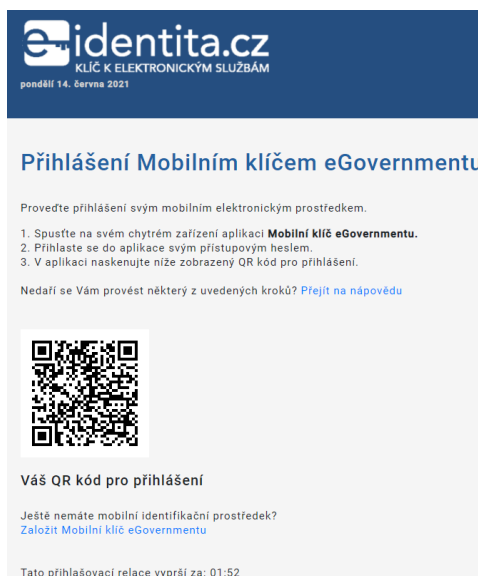 e-identita.cz
KLÍČ K ELEKTRONICKÝM SLUŽBÁM
pondělí 14. června 2021
Přihlášení Mobilním klíčem eGovernmentu
Proveďte přihlášení svým mobilním elektronickým prostředkem.
1. Spusťte na svém chytrém zařízení aplikaci Mobilní klíč eGovernmentu.
2. Přihlaste se do aplikace svým přístupovým heslem.
3. V aplikaci naskenujte níže zobrazený QR kód pro přihlášení.
Nedaří se Vám provést některý z uvedených kroků? Přejít na nápovědu
Váš QR kód pro přihlášení
Ještě nemáte mobilní identifikační prostředek?
Založit Mobilní klíč eGovernmentu
Tato přihlašovací relace vyprší za: 01:52